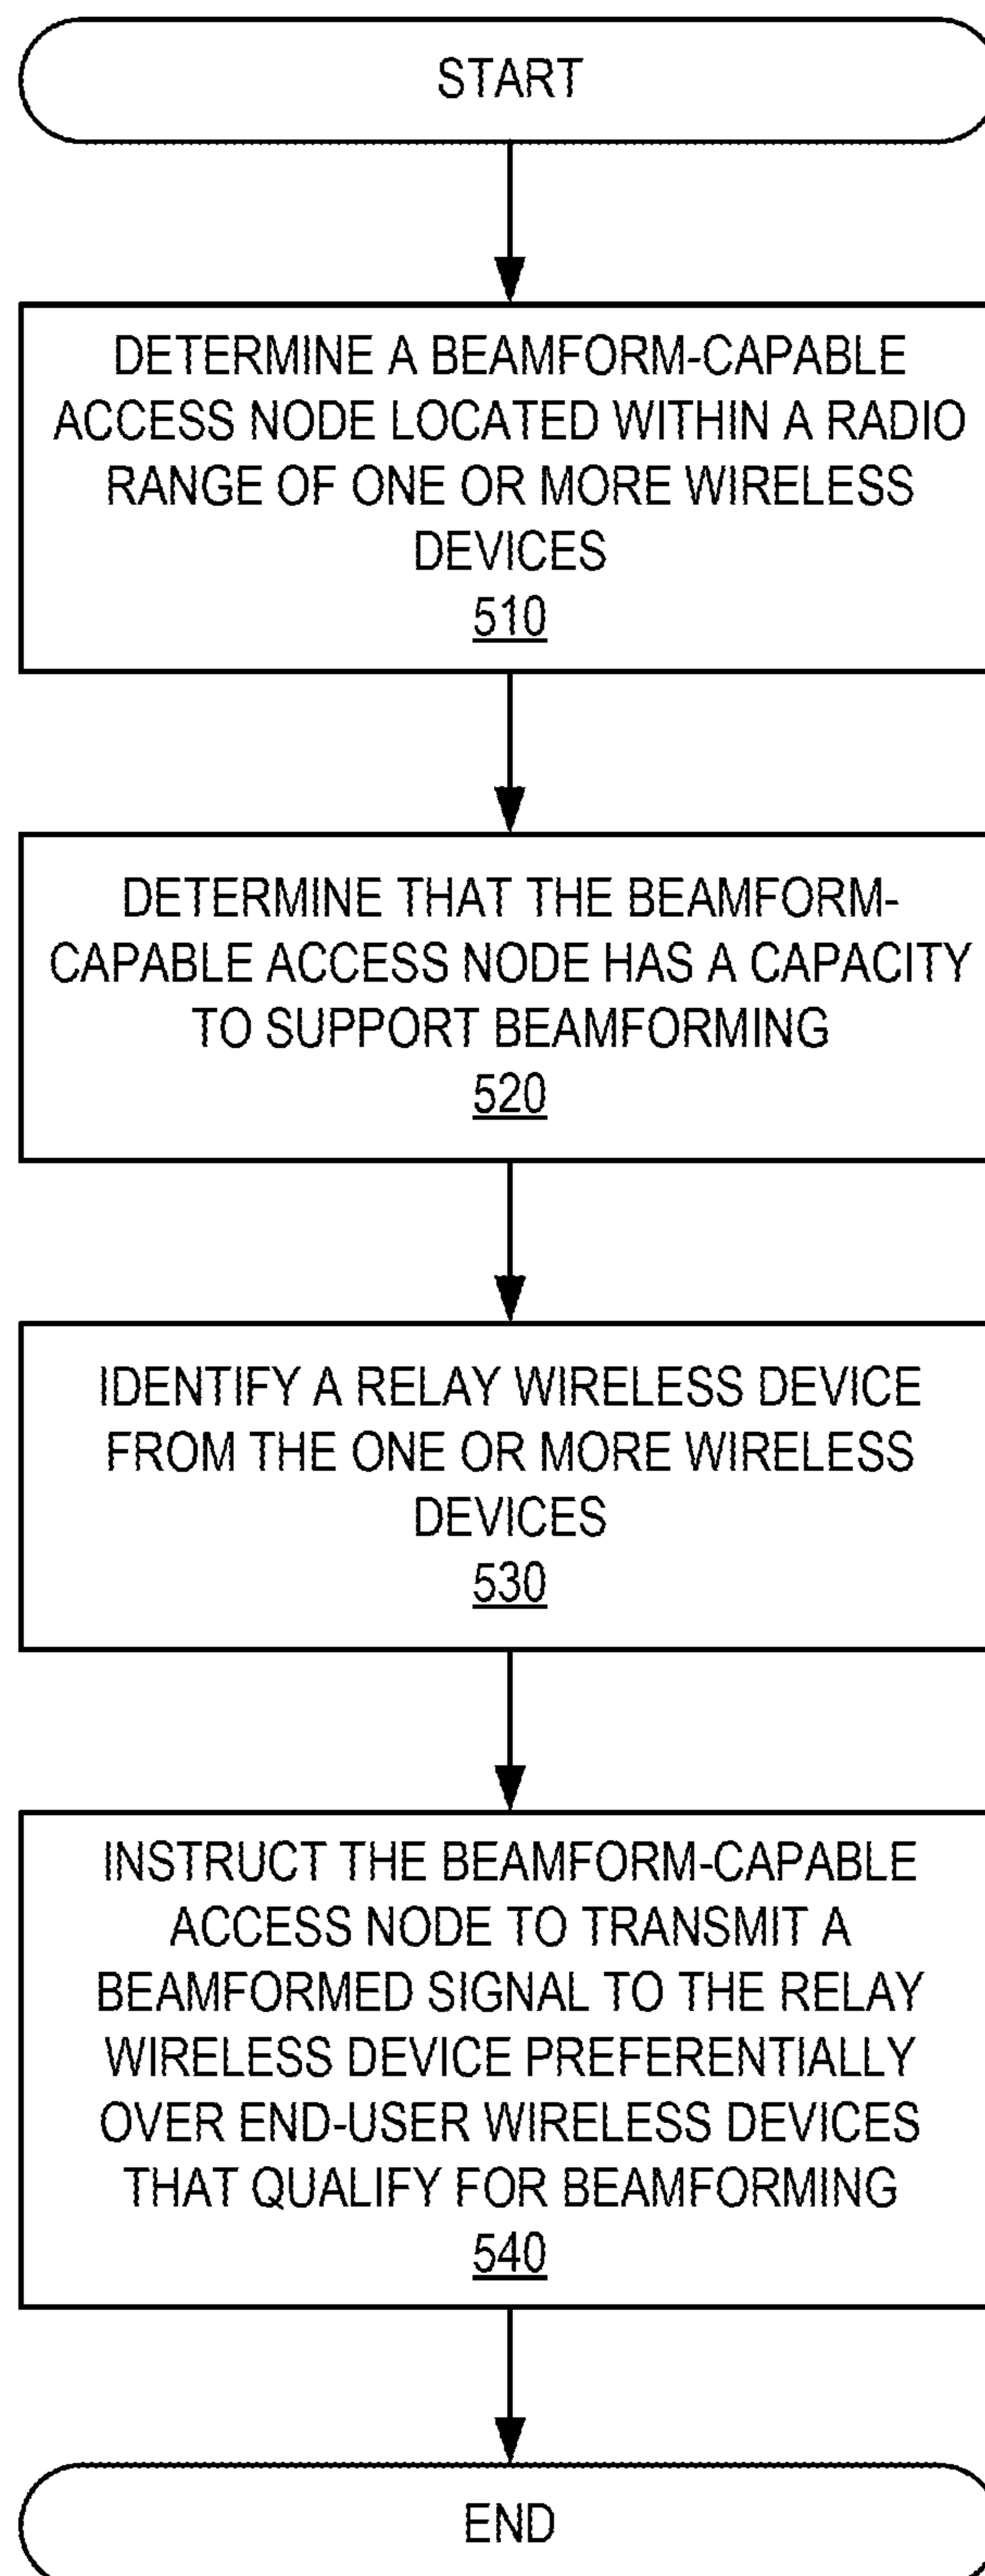 START
DETERMINE A BEAMFORM-CAPABLE
ACCESS NODE LOCATED WITHIN A RADIO
RANGE OF ONE OR MORE WIRELESS
DEVICES
510
DETERMINE THAT THE BEAMFORM-
CAPABLE ACCESS NODE HAS A CAPACITY
TO SUPPORT BEAMFORMING
520
IDENTIFY A RELAY WIRELESS DEVICE
FROM THE ONE OR MORE WIRELESS
DEVICES
530
INSTRUCT THE BEAMFORM-CAPABLE
ACCESS NODE TO TRANSMIT A
BEAMFORMED SIGNAL TO THE RELAY
WIRELESS DEVICE PREFERENTIALLY
OVER END-USER WIRELESS DEVICES
THAT QUALIFY FOR BEAMFORMING
540
END